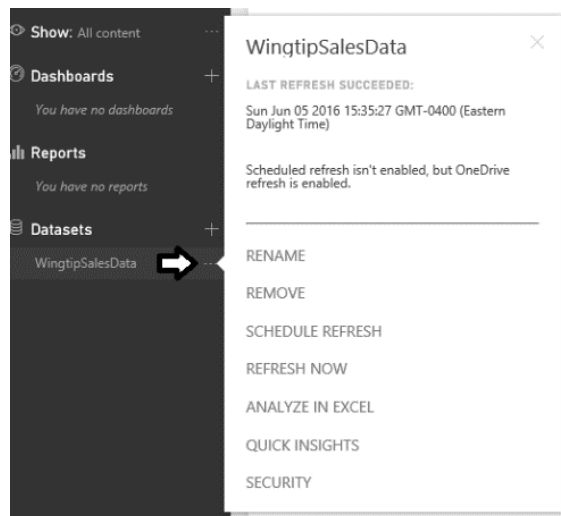 Show: All content
Dashboards
You have no dashboards
Reports
You have no reports
Datasets
WingtipSalesData
WingtipSalesData
LAST REFRESH SUCCEEDED:
Sun Jun 05 2016 15:35:27 GMT-0400 (Eastern
Daylight Time)
Scheduled refresh isn't enabled, but OneDrive
refresh is enabled.
RENAME
REMOVE
SCHEDULE REFRESH
REFRESH NOW
ANALYZE IN EXCEL
QUICK INSIGHTS
SECURITY